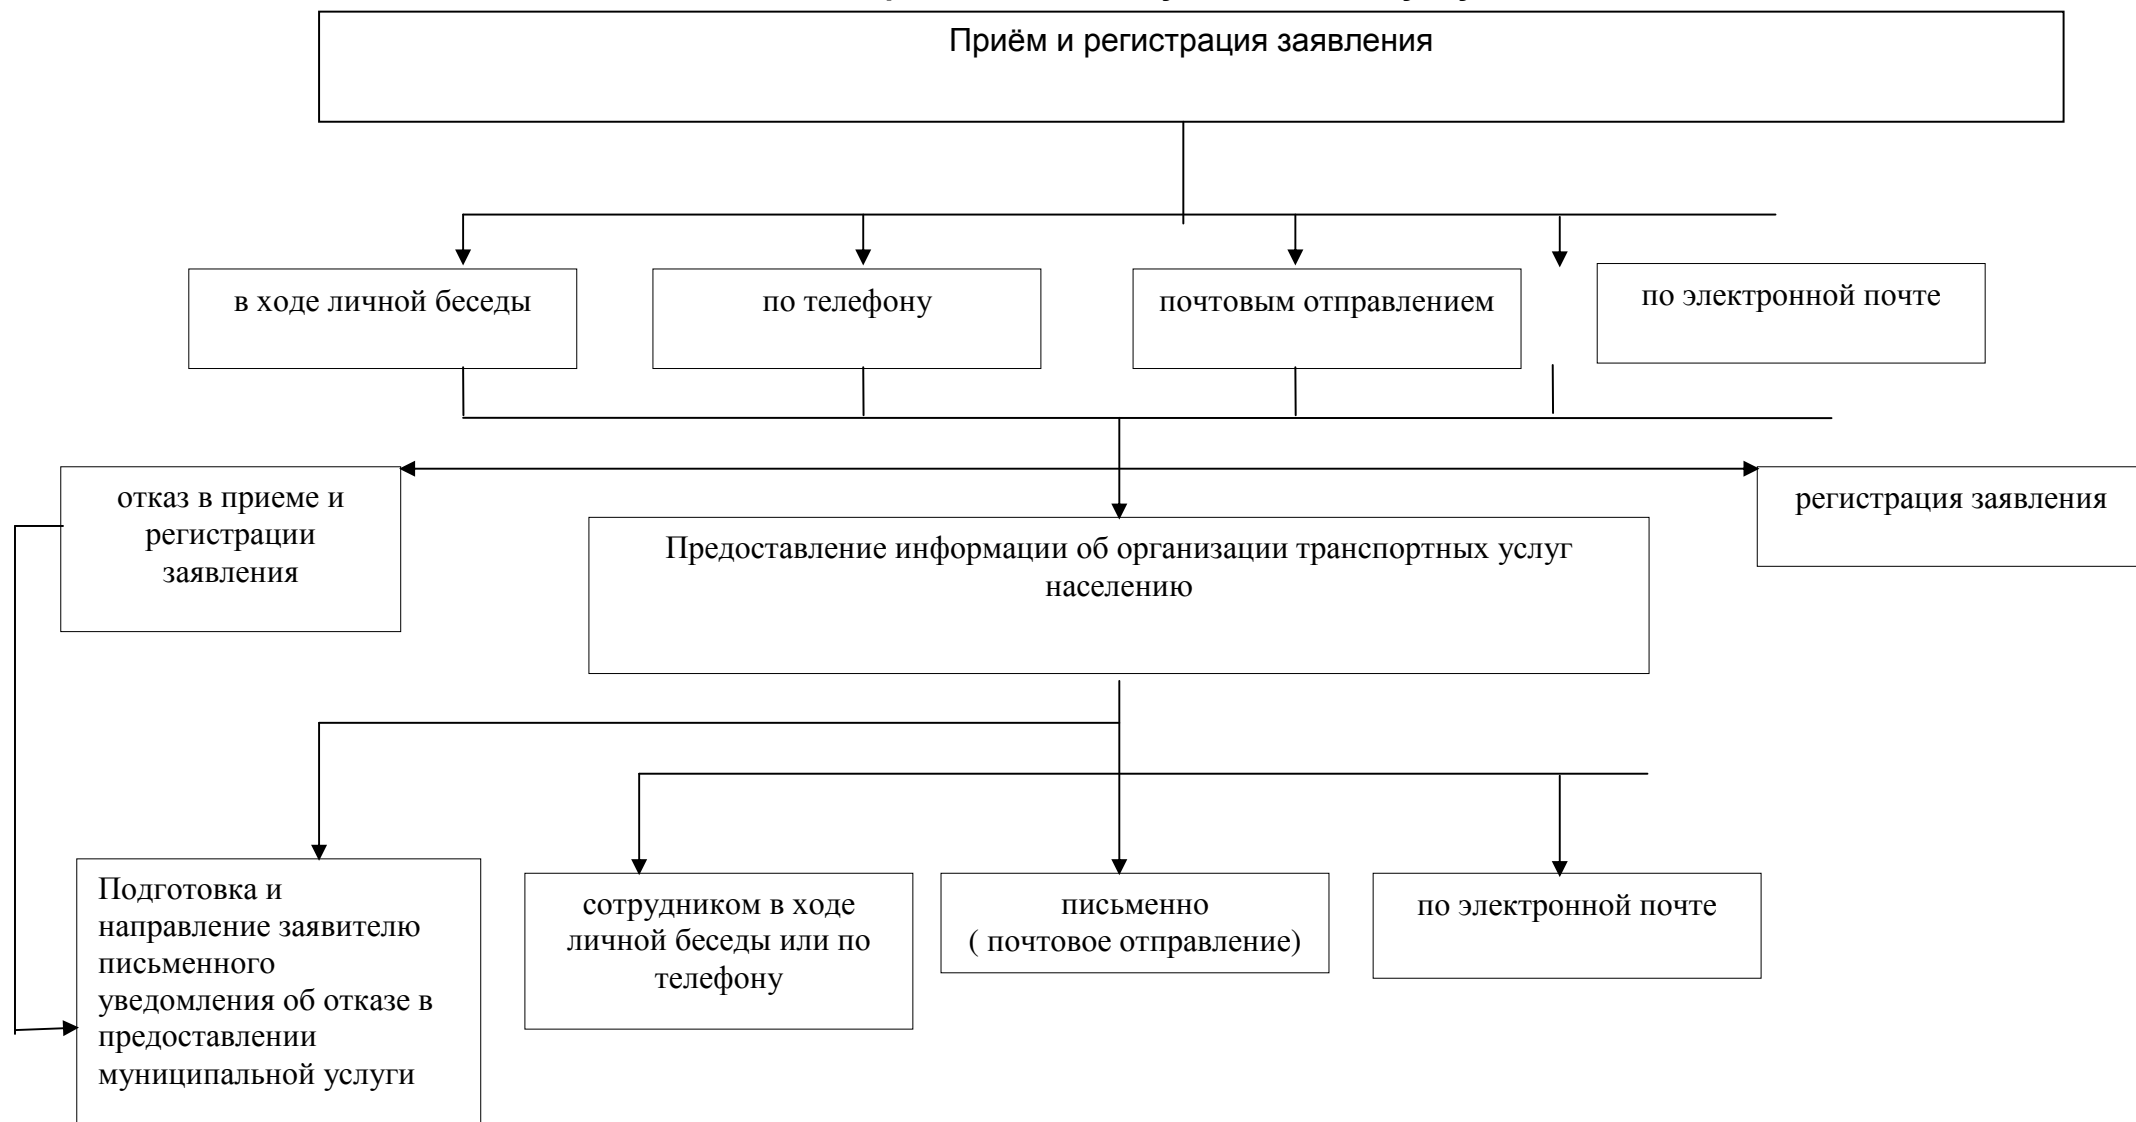 Приём и регистрация заявления
в ходе личной беседы
по телефону
почтовым отправлением
по электронной почте
отказ в приеме и
регистрации
заявления
Предоставление информации об организации транспортных услуг
населению
регистрация заявления
Подготовка и
направление заявителю
письменного
уведомления об отказе в
предоставлении
муниципальной услуги
сотрудником в ходе
личной беседы или по
телефону
письменно
( почтовое отправление)
по электронной почте